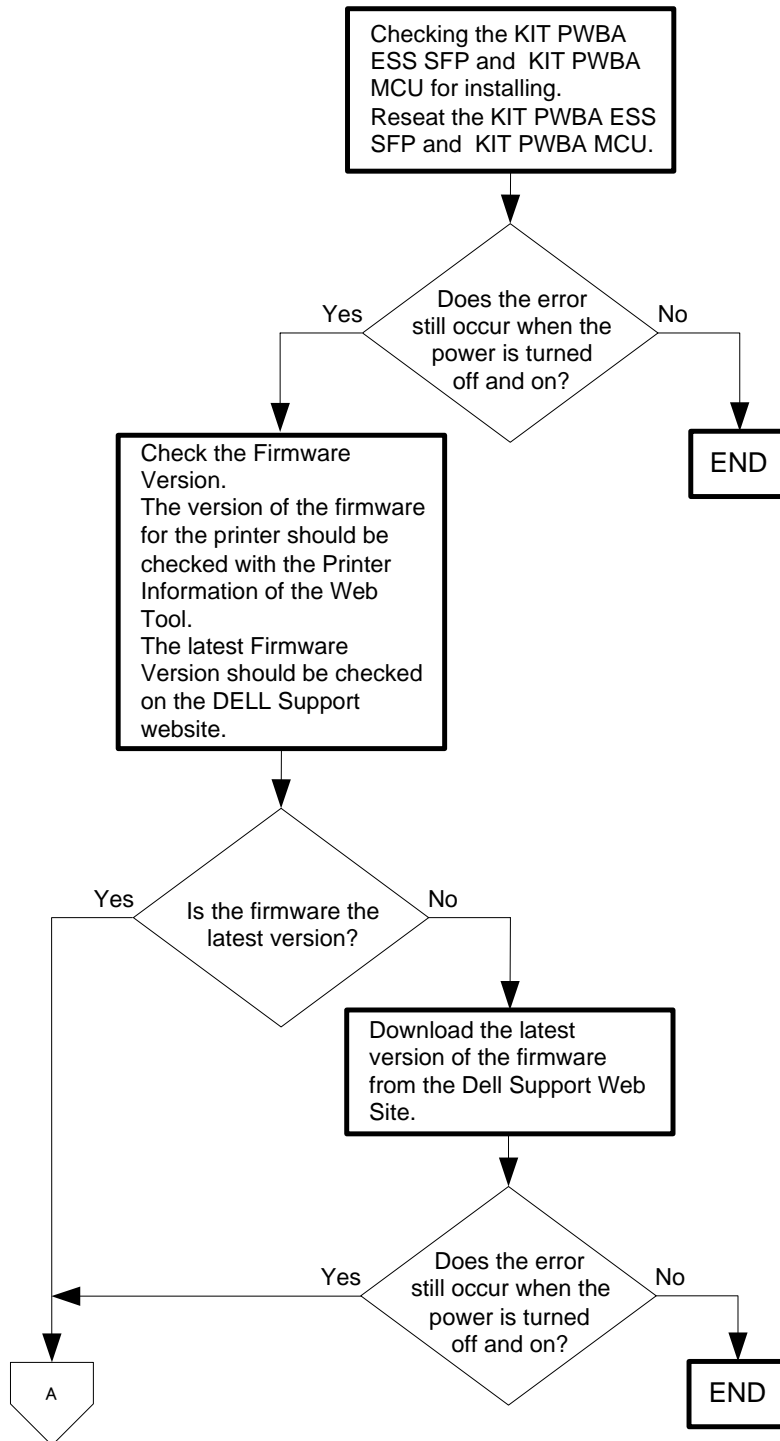 Checking the KIT PWBA
ESS SFP and  KIT PWBA
MCU for installing.
Reseat the KIT PWBA ESS
SFP and  KIT PWBA MCU.
Does the error
still occur when the
power is turned
off and on?
Yes
No
END
Check the Firmware
Version.
The version of the firmware
for the printer should be
checked with the Printer
Information of the Web
Tool.
The latest Firmware
Version should be checked
on the DELL Support
website.
Yes
No
Is the firmware the
latest version?
Download the latest
version of the firmware
from the Dell Support Web
Site.
Does the error
still occur when the
power is turned
off and on?
Yes
No
A
END